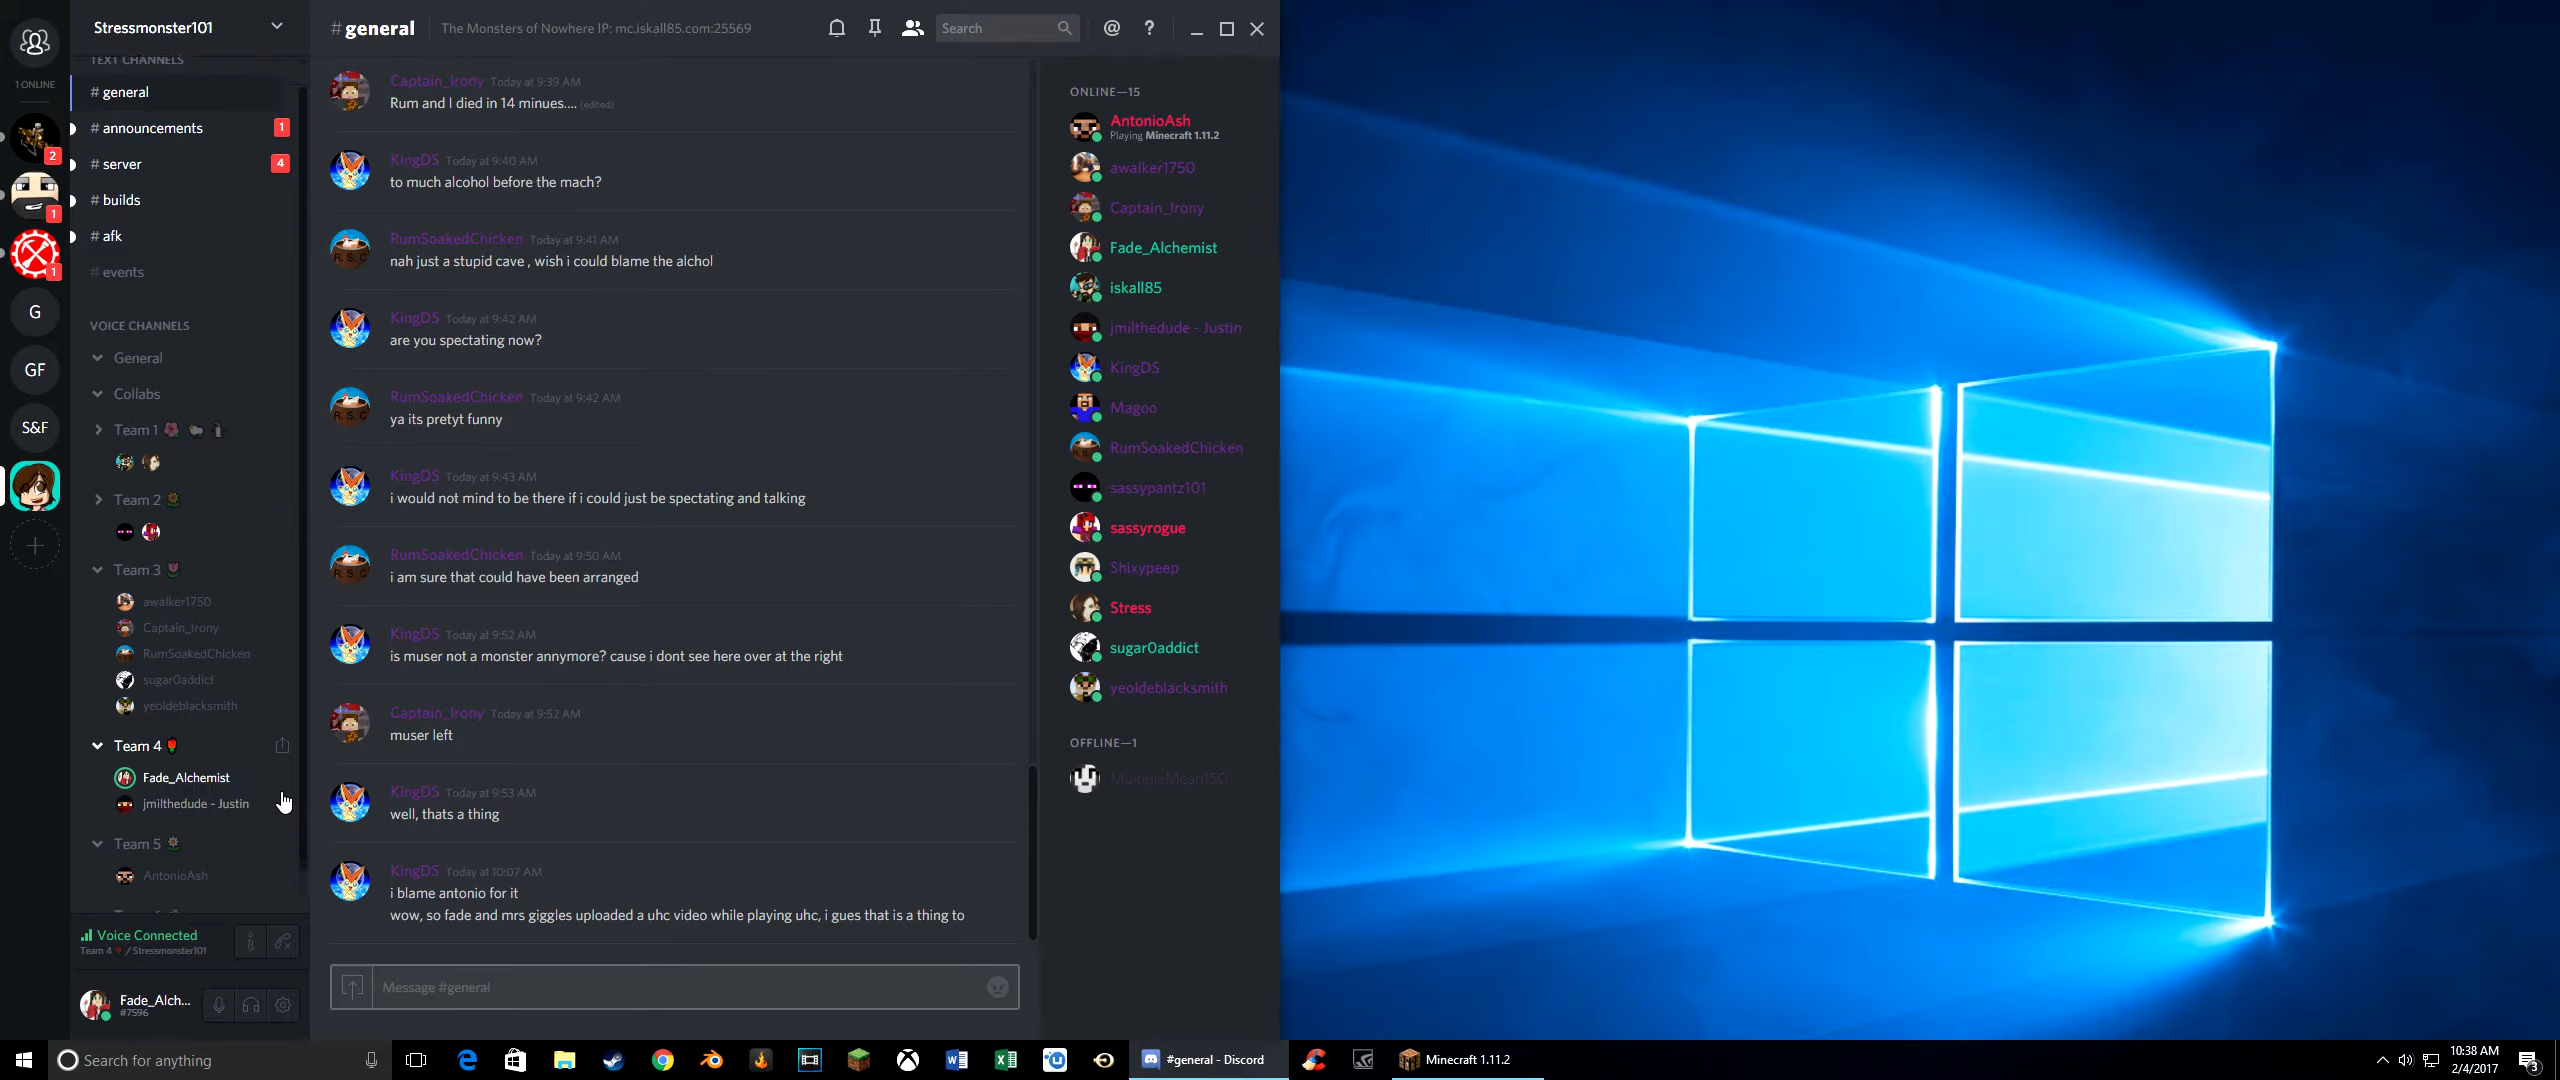 Stressmonster101
1 ONLINE
2
1
1
G
GF
S&F
TEXT CHANNELS
# general
# announcements 1
# server 4
# builds
# afk
# events
VOICE CHANNELS
General
Collabs
Team 1
Team 2
Team 3
awalker1750
Captain_Irony
RumSoakedChicken
sugar0addict
yeoldeblacksmith
Team 4
Fade_Alchemist
jmilthedude - Justin
Team 5
AntonioAsh
Voice Connected
Team 4 / Stressmonster101
Fade_Alch...
#7596
# general The Monsters of Nowhere IP: mc.iskall85.com:25569
Search
Captain_Irony Today at 9:39 AM
Rum and I died in 14 minues.... (edited)
KingDS Today at 9:40 AM
to much alcohol before the mach?
RumSoakedChicken Today at 9:41 AM
nah just a stupid cave , wish i could blame the alchol
KingDS Today at 9:42 AM
are you spectating now?
RumSoakedChicken Today at 9:42 AM
ya its pretyt funny
KingDS Today at 9:43 AM
i would not mind to be there if i could just be spectating and talking
RumSoakedChicken Today at 9:50 AM
i am sure that could have been arranged
KingDS Today at 9:52 AM
is muser not a monster annymore? cause i dont see here over at the right
Captain_Irony Today at 9:52 AM
muser left
KingDS Today at 9:53 AM
well, thats a thing
KingDS Today at 10:07 AM
i blame antonio for it
wow, so fade and mrs giggles uploaded a uhc video while playing uhc, i gues that is a thing to
Message #general
ONLINE—15
AntonioAsh
Playing Minecraft 1.11.2
awalker1750
Captain_Irony
Fade_Alchemist
iskall85
jmilthedude - Justin
KingDS
Magoo
RumSoakedChicken
sassypantz101
sassyrogue
Shixypeep
Stress
sugar0addict
yeoldeblacksmith
OFFLINE—1
Search for anything
#general - Discord
Minecraft 1.11.2
10:38 AM
2/4/2017
3